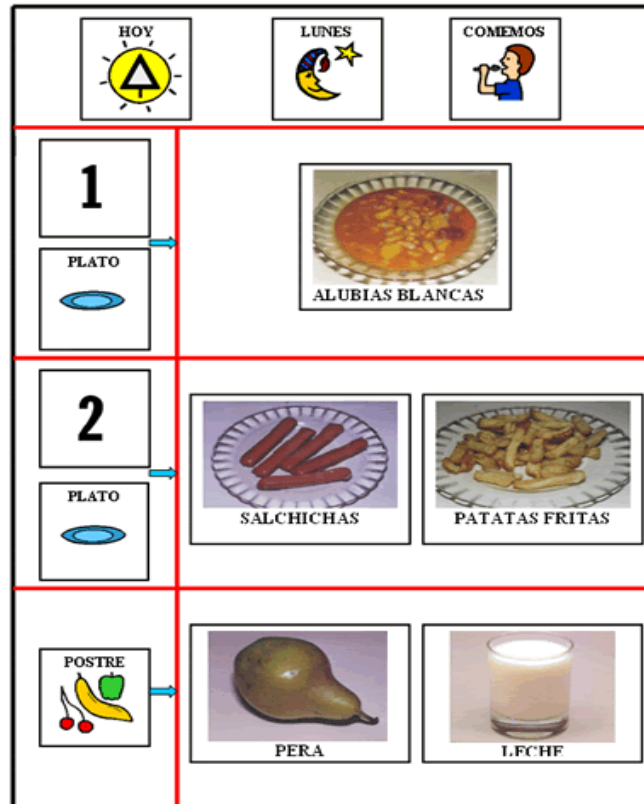 HOY
LUNES
COMEMOS
1
PLATO
ALUBIAS BLANCAS
2
PLATO
SALCHICHAS
PATATAS FRITAS
POSTRE
PERA
LECHE